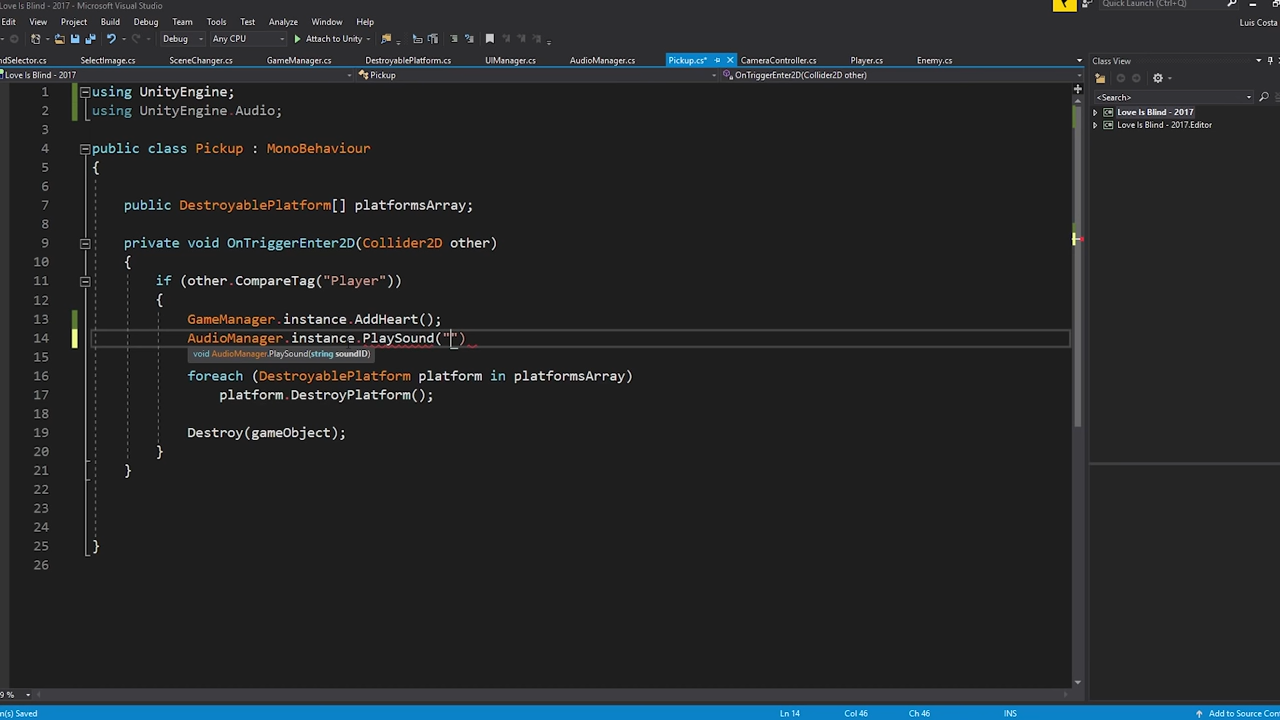 Love Is Blind - 2017 - Microsoft Visual Studio
Quick Launch (Ctrl+Q)
Edit View Project Build Debug Team Tools Test Analyze Window Help
Luis Costa
Debug Any CPU Attach to Unity
ndSelector.cs SelectImage.cs SceneChanger.cs GameManager.cs DestroyablePlatform.cs UIManager.cs AudioManager.cs Pickup.cs* CameraController.cs Player.cs Enemy.cs
Class View
Love Is Blind - 2017 Pickup OnTriggerEnter2D(Collider2D other)
<Search>
Love Is Blind - 2017
Love Is Blind - 2017.Editor
1 using UnityEngine;
2 using UnityEngine.Audio;
3
4 public class Pickup : MonoBehaviour
5 {
6
7 public DestroyablePlatform[] platformsArray;
8
9 private void OnTriggerEnter2D(Collider2D other)
10 {
11 if (other.CompareTag("Player"))
12 {
13 GameManager.instance.AddHeart();
14 AudioManager.instance.PlaySound("")
void AudioManager.PlaySound(string soundID)
15
16 foreach (DestroyablePlatform platform in platformsArray)
17 platform.DestroyPlatform();
18
19 Destroy(gameObject);
20 }
21 }
22
23
24
25 }
26
9 %
n(s) Saved Ln 14 Col 46 Ch 46 INS Add to Source Con